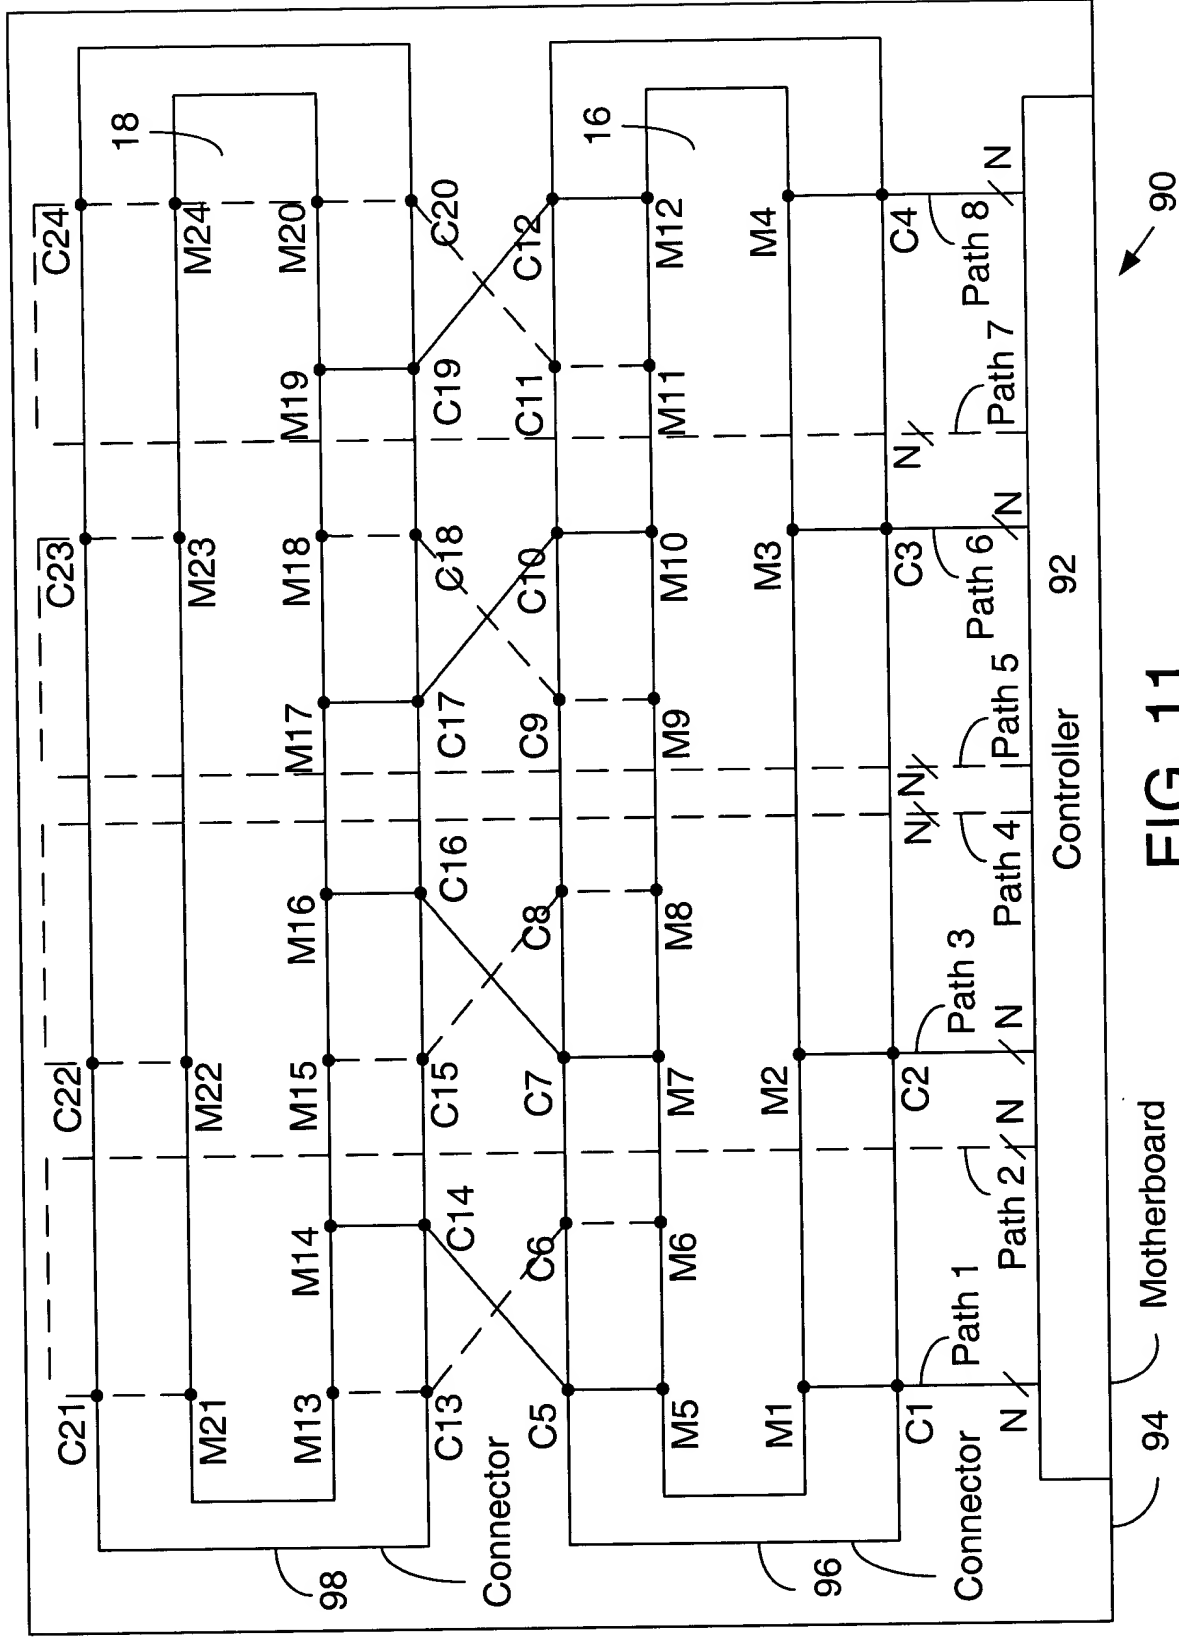 C21
C22
C23
C24
M21
M22
M23
M24
18
M13
M14
M15
M16
M17
M18
M19
M20
C13
C14
C15
C16
C17
C18
C19
C20
98
Connector
C5
C6
C7
C8
C9
C10
C11
C12
M5
M6
M7
M8
M9
M10
M11
M12
16
M1
M2
M3
M4
C1
C2
C3
C4
96
Connector
N
N
N
N
N
N
N
N
Path 1
Path 2
Path 3
Path 4
Path 5
Path 6
Path 7
Path 8
Controller
92
94
Motherboard
90
FIG. 11